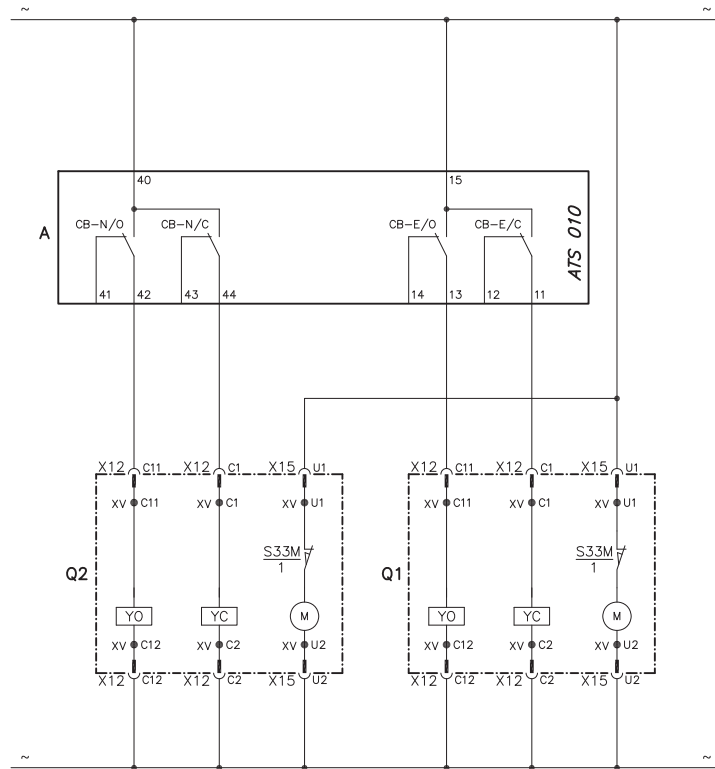 ~ ~
40 15
A CB-N/O CB-N/C CB-E/O CB-E/C ATS 010
41 42 43 44 14 13 12 11
X12 C11 X12 C1 X15 U1 X12 C11 X12 C1 X15 U1
XV C11 XV C1 XV U1 XV C11 XV C1 XV U1
S33M S33M
1 1
Q2 Q1
YO YC M YO YC M
XV C12 XV C2 XV U2 XV C12 XV C2 XV U2
X12 C12 X12 C2 X15 U2 X12 C12 X12 C2 X15 U2
~ ~